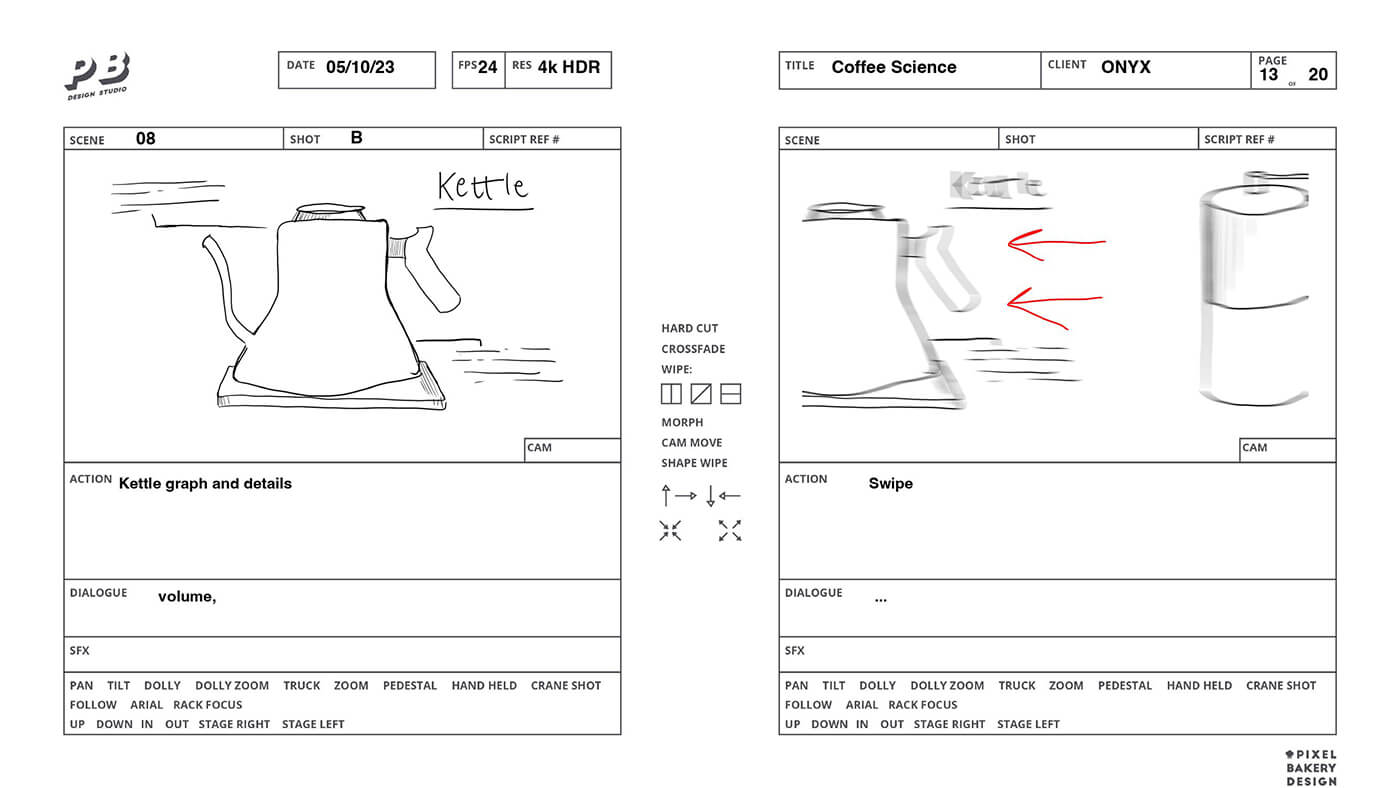 PB
DESIGN STUDIO
DATE 05/10/23
FPS 24 RES 4k HDR
TITLE Coffee Science
CLIENT ONYX
PAGE
13 OF 20
SCENE 08 SHOT B SCRIPT REF #
Kettle
CAM
ACTION Kettle graph and details
DIALOGUE volume,
SFX
PAN TILT DOLLY DOLLY ZOOM TRUCK ZOOM PEDESTAL HAND HELD CRANE SHOT
FOLLOW ARIAL RACK FOCUS
UP DOWN IN OUT STAGE RIGHT STAGE LEFT
HARD CUT
CROSSFADE
WIPE:
MORPH
CAM MOVE
SHAPE WIPE
SCENE SHOT SCRIPT REF #
CAM
ACTION Swipe
DIALOGUE ...
SFX
PAN TILT DOLLY DOLLY ZOOM TRUCK ZOOM PEDESTAL HAND HELD CRANE SHOT
FOLLOW ARIAL RACK FOCUS
UP DOWN IN OUT STAGE RIGHT STAGE LEFT
PIXEL
BAKERY
DESIGN